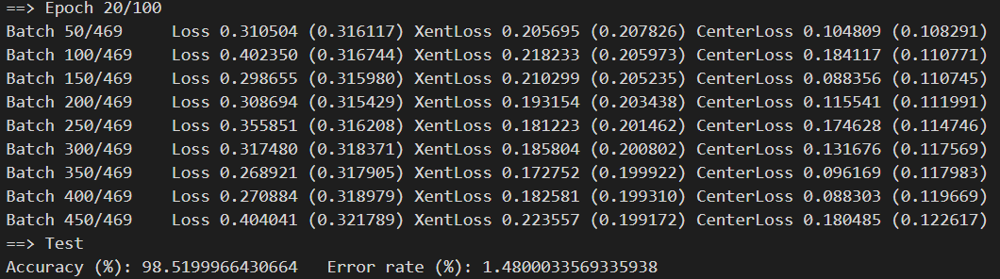 ==> Epoch 20/100
Batch 50/469 Loss 0.310504 (0.316117) XentLoss 0.205695 (0.207826) CenterLoss 0.104809 (0.108291)
Batch 100/469 Loss 0.402350 (0.316744) XentLoss 0.218233 (0.205973) CenterLoss 0.184117 (0.110771)
Batch 150/469 Loss 0.298655 (0.315980) XentLoss 0.210299 (0.205235) CenterLoss 0.088356 (0.110745)
Batch 200/469 Loss 0.308694 (0.315429) XentLoss 0.193154 (0.203438) CenterLoss 0.115541 (0.111991)
Batch 250/469 Loss 0.355851 (0.316208) XentLoss 0.181223 (0.201462) CenterLoss 0.174628 (0.114746)
Batch 300/469 Loss 0.317480 (0.318371) XentLoss 0.185804 (0.200802) CenterLoss 0.131676 (0.117569)
Batch 350/469 Loss 0.268921 (0.317905) XentLoss 0.172752 (0.199922) CenterLoss 0.096169 (0.117983)
Batch 400/469 Loss 0.270884 (0.318979) XentLoss 0.182581 (0.199310) CenterLoss 0.088303 (0.119669)
Batch 450/469 Loss 0.404041 (0.321789) XentLoss 0.223557 (0.199172) CenterLoss 0.180485 (0.122617)
==> Test
Accuracy (%): 98.5199966430664 Error rate (%): 1.4800033569335938